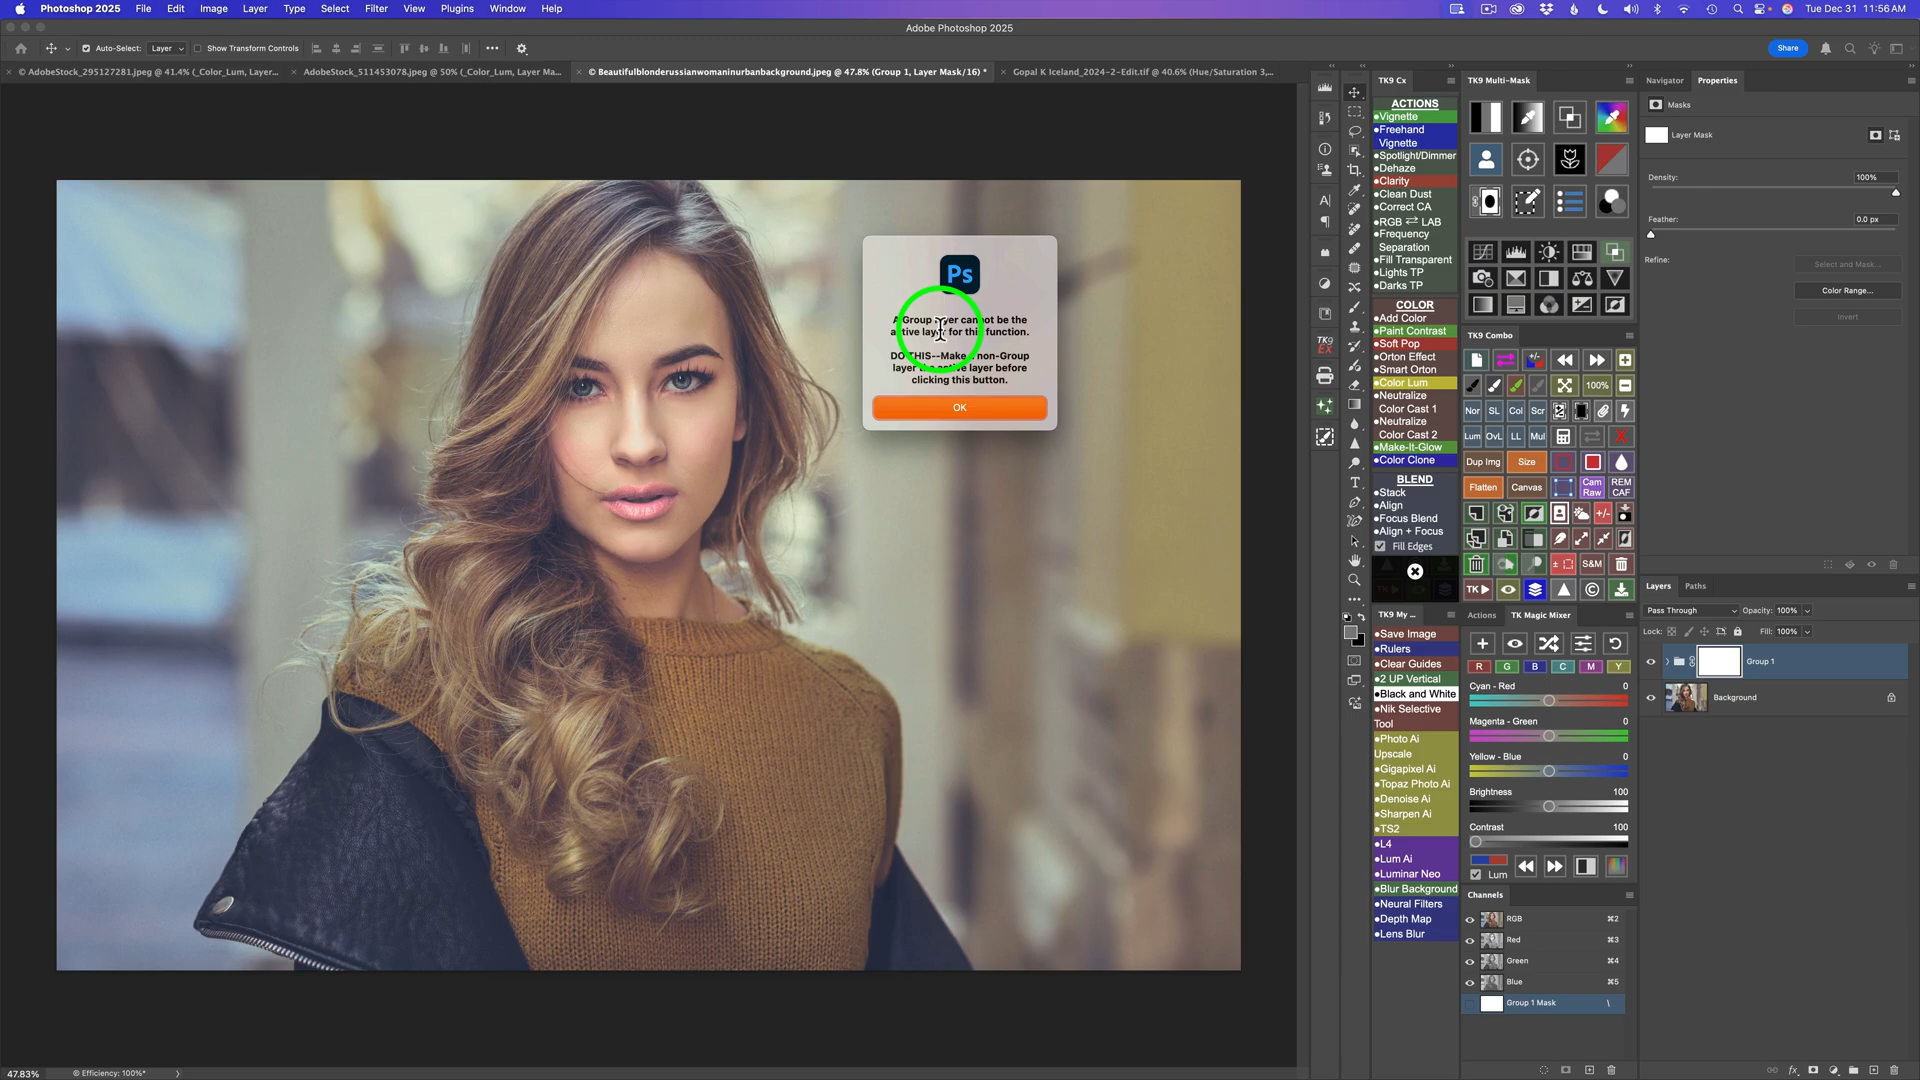 Photoshop 2025 File Edit Image Layer Type Select Filter View Plugins Window Help
Tue Dec 31 11:56 AM
Adobe Photoshop 2025
Auto-Select: Layer Show Transform Controls
Share
© AdobeStock_295127281.jpeg @ 41.4% (_Color_Lum, Layer...
AdobeStock_511453078.jpeg @ 50% (_Color_Lum, Layer Ma...
© Beautifulblonderussianwomaninurbanbackground.jpeg @ 47.8% (Group 1, Layer Mask/16) *
Gopal K Iceland_2024-2-Edit.tif @ 40.6% (Hue/Saturation 3,...
Ps
A Group layer cannot be the
active layer for this function.
DO THIS--Make a non-Group
layer the active layer before
clicking this button.
OK
TK9
EX
TK9 Cx
ACTIONS
●Vignette
●Freehand
Vignette
●Spotlight/Dimmer
●Dehaze
●Clarity
●Clean Dust
●Correct CA
●RGB ⇄ LAB
●Frequency
Separation
●Fill Transparent
●Lights TP
●Darks TP
COLOR
●Add Color
●Paint Contrast
●Soft Pop
●Orton Effect
●Smart Orton
●Color Lum
●Neutralize
Color Cast 1
●Neutralize
Color Cast 2
●Make-It-Glow
●Color Clone
BLEND
●Stack
●Align
●Focus Blend
●Align + Focus
Fill Edges
TK9 My ...
●Save Image
●Rulers
●Clear Guides
●2 UP Vertical
●Black and White
●Nik Selective
Tool
●Photo Ai
Upscale
●Gigapixel Ai
●Topaz Photo Ai
●Denoise Ai
●Sharpen Ai
●TS2
●L4
●Lum Ai
●Luminar Neo
●Blur Background
●Neural Filters
●Depth Map
●Lens Blur
TK9 Multi-Mask
TK9 Combo
100%
Nor SL Col Scr
Lum OvL LL Mul
Dup Img Size
Flatten Canvas Cam Raw REM CAF
S&M
TK
Actions TK Magic Mixer
R G B C M Y
Cyan - Red 0
Magenta - Green 0
Yellow - Blue 0
Brightness 100
Contrast 100
Lum
Channels
RGB ⌘2
Red ⌘3
Green ⌘4
Blue ⌘5
Group 1 Mask \
Navigator Properties
Masks
Layer Mask
Density: 100%
Feather: 0.0 px
Refine:
Select and Mask...
Color Range...
Invert
Layers Paths
Pass Through Opacity: 100%
Lock: Fill: 100%
Group 1
Background
47.83% © Efficiency: 100%*